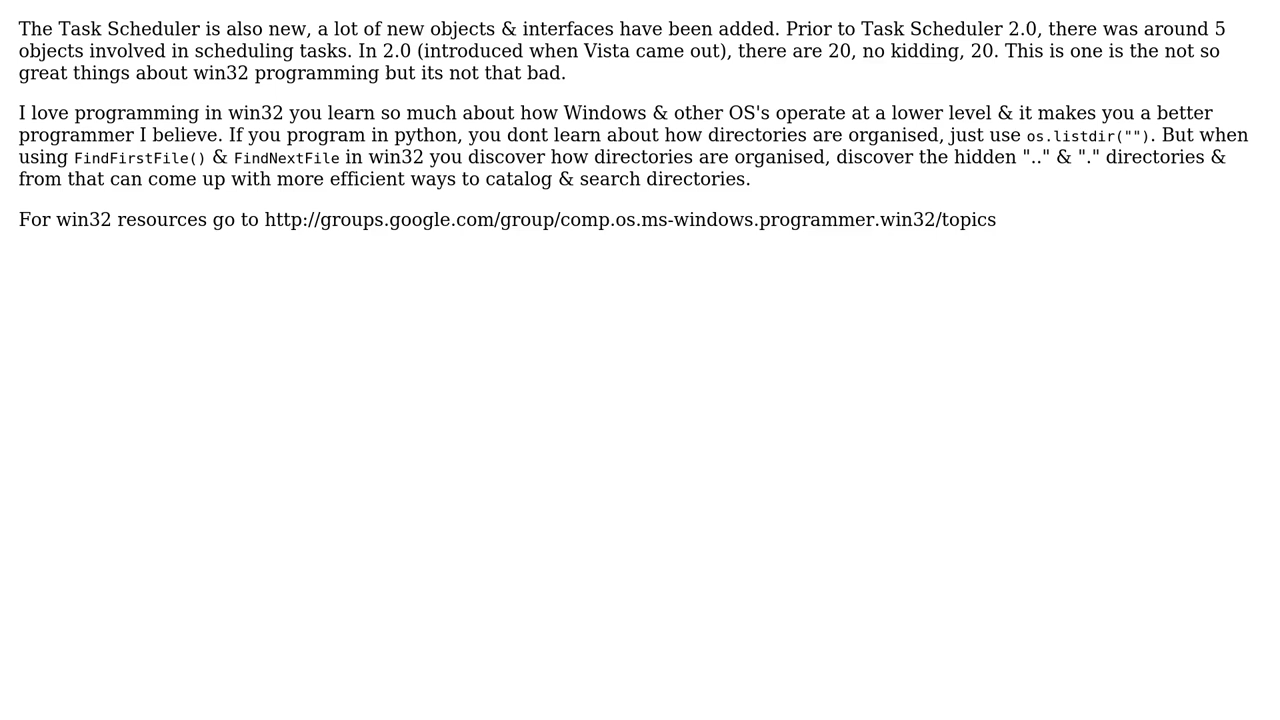 The Task Scheduler is also new, a lot of new objects & interfaces have been added. Prior to Task Scheduler 2.0, there was around 5
objects involved in scheduling tasks. In 2.0 (introduced when Vista came out), there are 20, no kidding, 20. This is one is the not so
great things about win32 programming but its not that bad.
I love programming in win32 you learn so much about how Windows & other OS's operate at a lower level & it makes you a better
programmer I believe. If you program in python, you dont learn about how directories are organised, just use os.listdir(""). But when
using FindFirstFile() & FindNextFile in win32 you discover how directories are organised, discover the hidden ".." & "." directories &
from that can come up with more efficient ways to catalog & search directories.
For win32 resources go to http://groups.google.com/group/comp.os.ms-windows.programmer.win32/topics